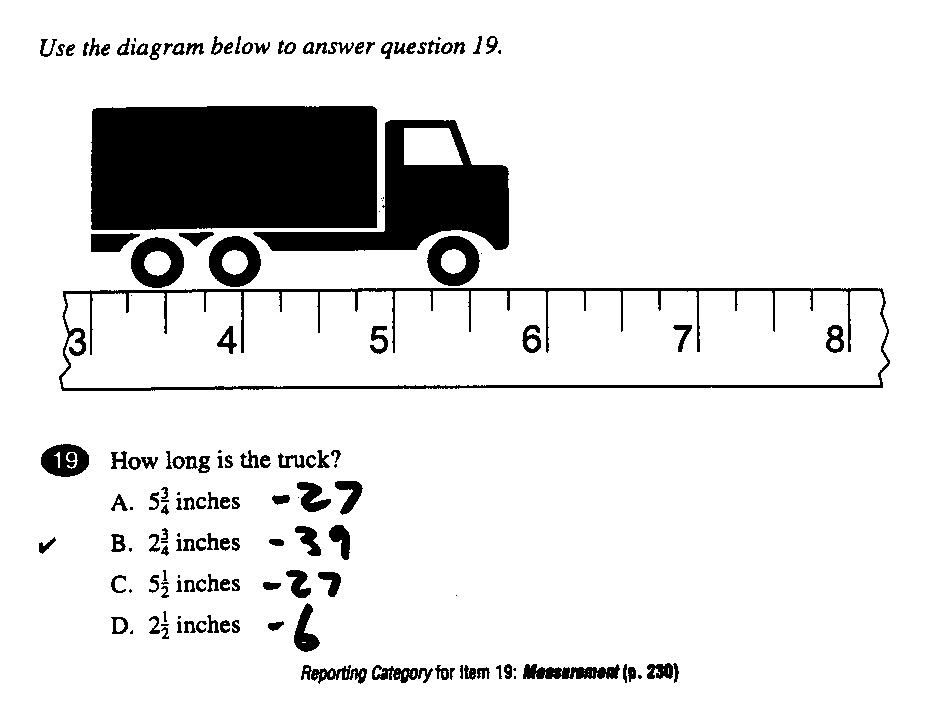 Use the diagram below to answer question 19.
3 4 5 6 7 8
19 How long is the truck?
A. 5¾ inches -27
✓ B. 2¾ inches -39
C. 5½ inches -27
D. 2½ inches -6
Reporting Category for Item 19: Measurement (p. 230)